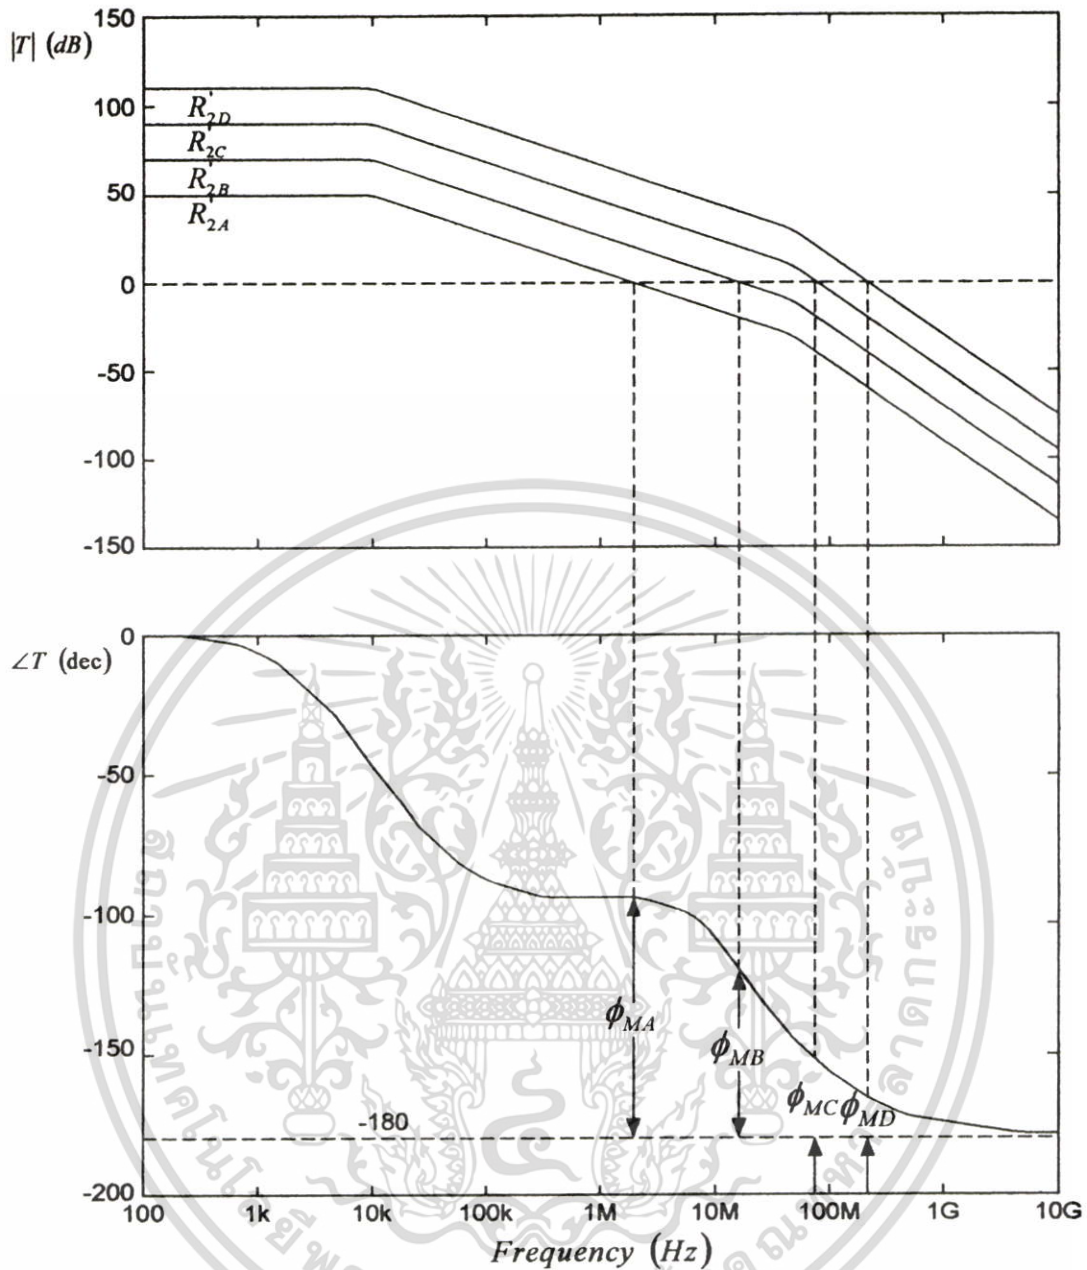 150
|T| (dB)
100
R'2D
R'2C
50
R'2B
R'2A
0
-50
-100
-150
0
∠T (dec)
-50
-100
ϕMA
-150
ϕMB
ϕMC ϕMD
-180
-200
100 1k 10k 100k 1M 10M 100M 1G 10G
Frequency (Hz)